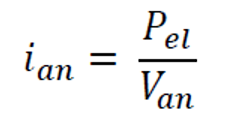 i_an = P_el / V_an